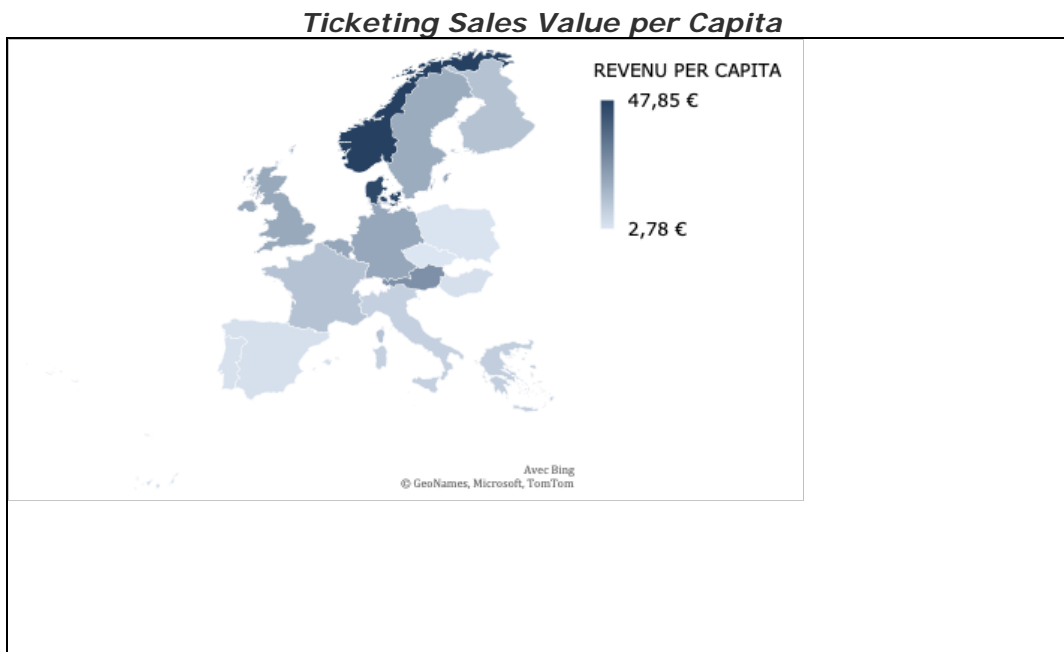 Ticketing Sales Value per Capita
REVENU PER CAPITA
47,85 €
2,78 €
Avec Bing
© GeoNames, Microsoft, TomTom